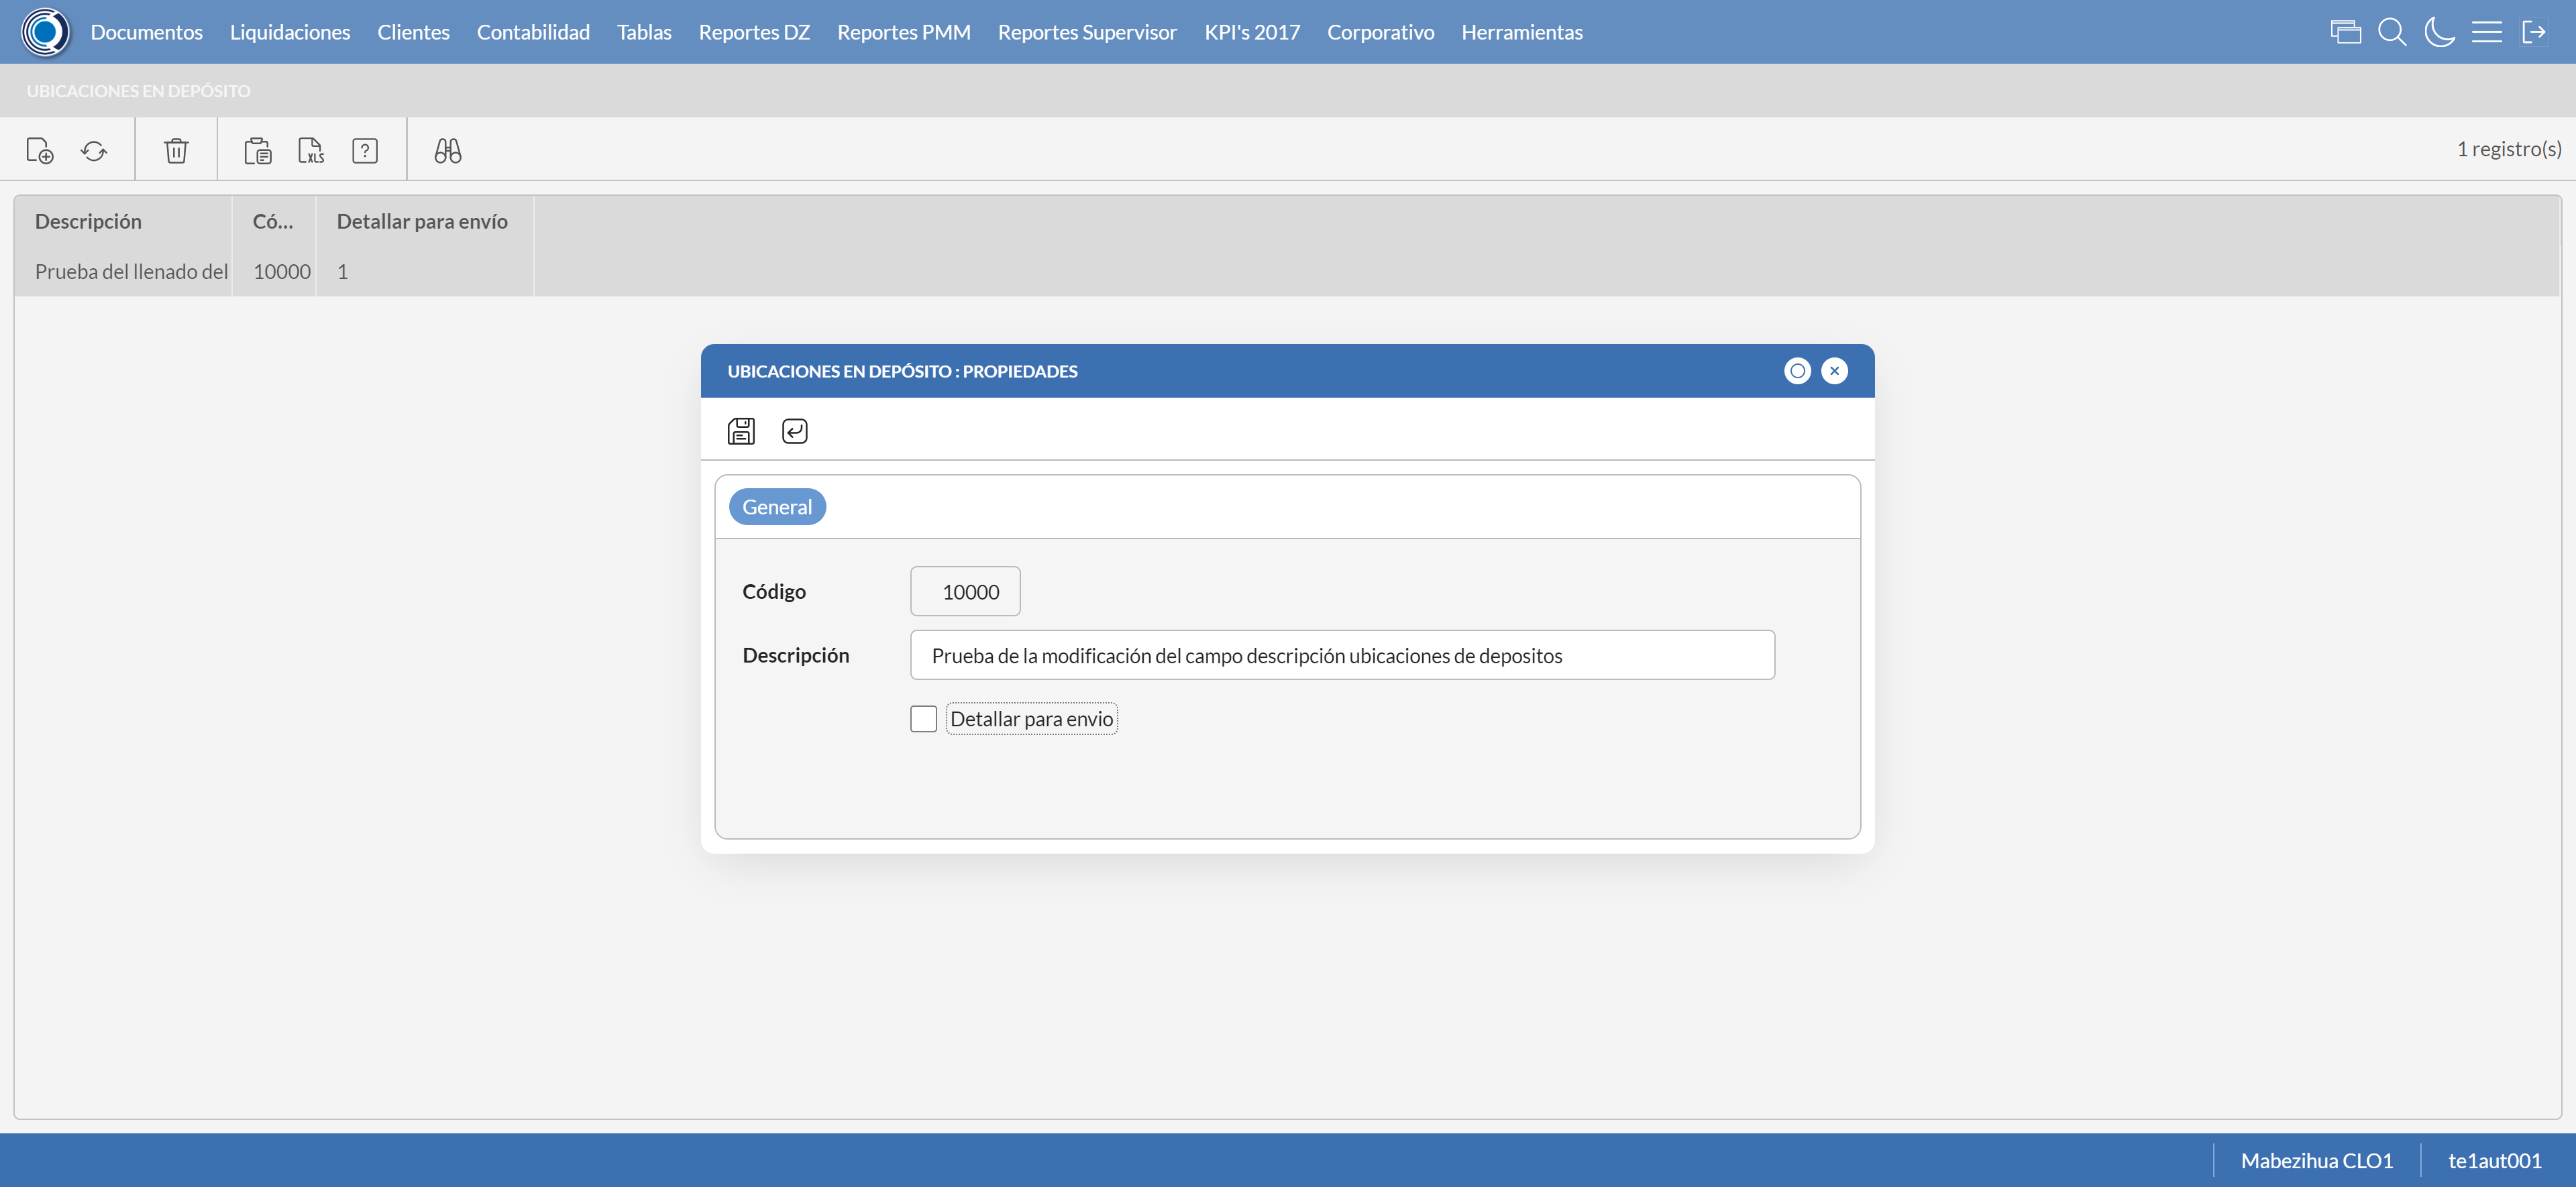 Documentos Liquidaciones Clientes Contabilidad Tablas Reportes DZ Reportes PMM Reportes Supervisor KPI's 2017 Corporativo Herramientas
UBICACIONES EN DEPÓSITO
XLS ? 1 registro(s)
Descripción Có... Detallar para envío
Prueba del llenado del 10000 1
UBICACIONES EN DEPÓSITO : PROPIEDADES
General
Código 10000
Descripción Prueba de la modificación del campo descripción ubicaciones de depositos
Detallar para envio
Mabezihua CLO1 te1aut001